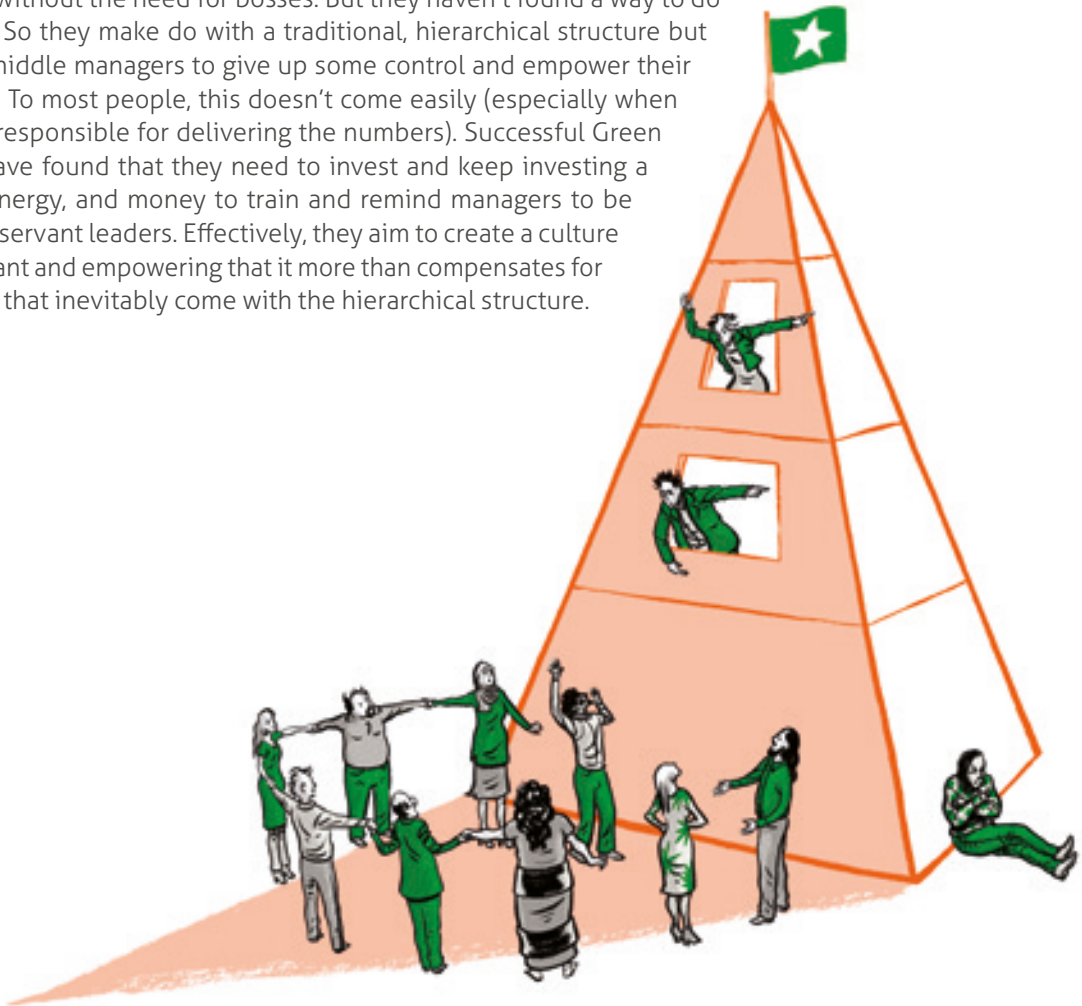 without the need for bosses. But they haven't found a way to do
So they make do with a traditional, hierarchical structure but
middle managers to give up some control and empower their
To most people, this doesn't come easily (especially when
responsible for delivering the numbers). Successful Green
ave found that they need to invest and keep investing a
nergy, and money to train and remind managers to be
servant leaders. Effectively, they aim to create a culture
ant and empowering that it more than compensates for
that inevitably come with the hierarchical structure.